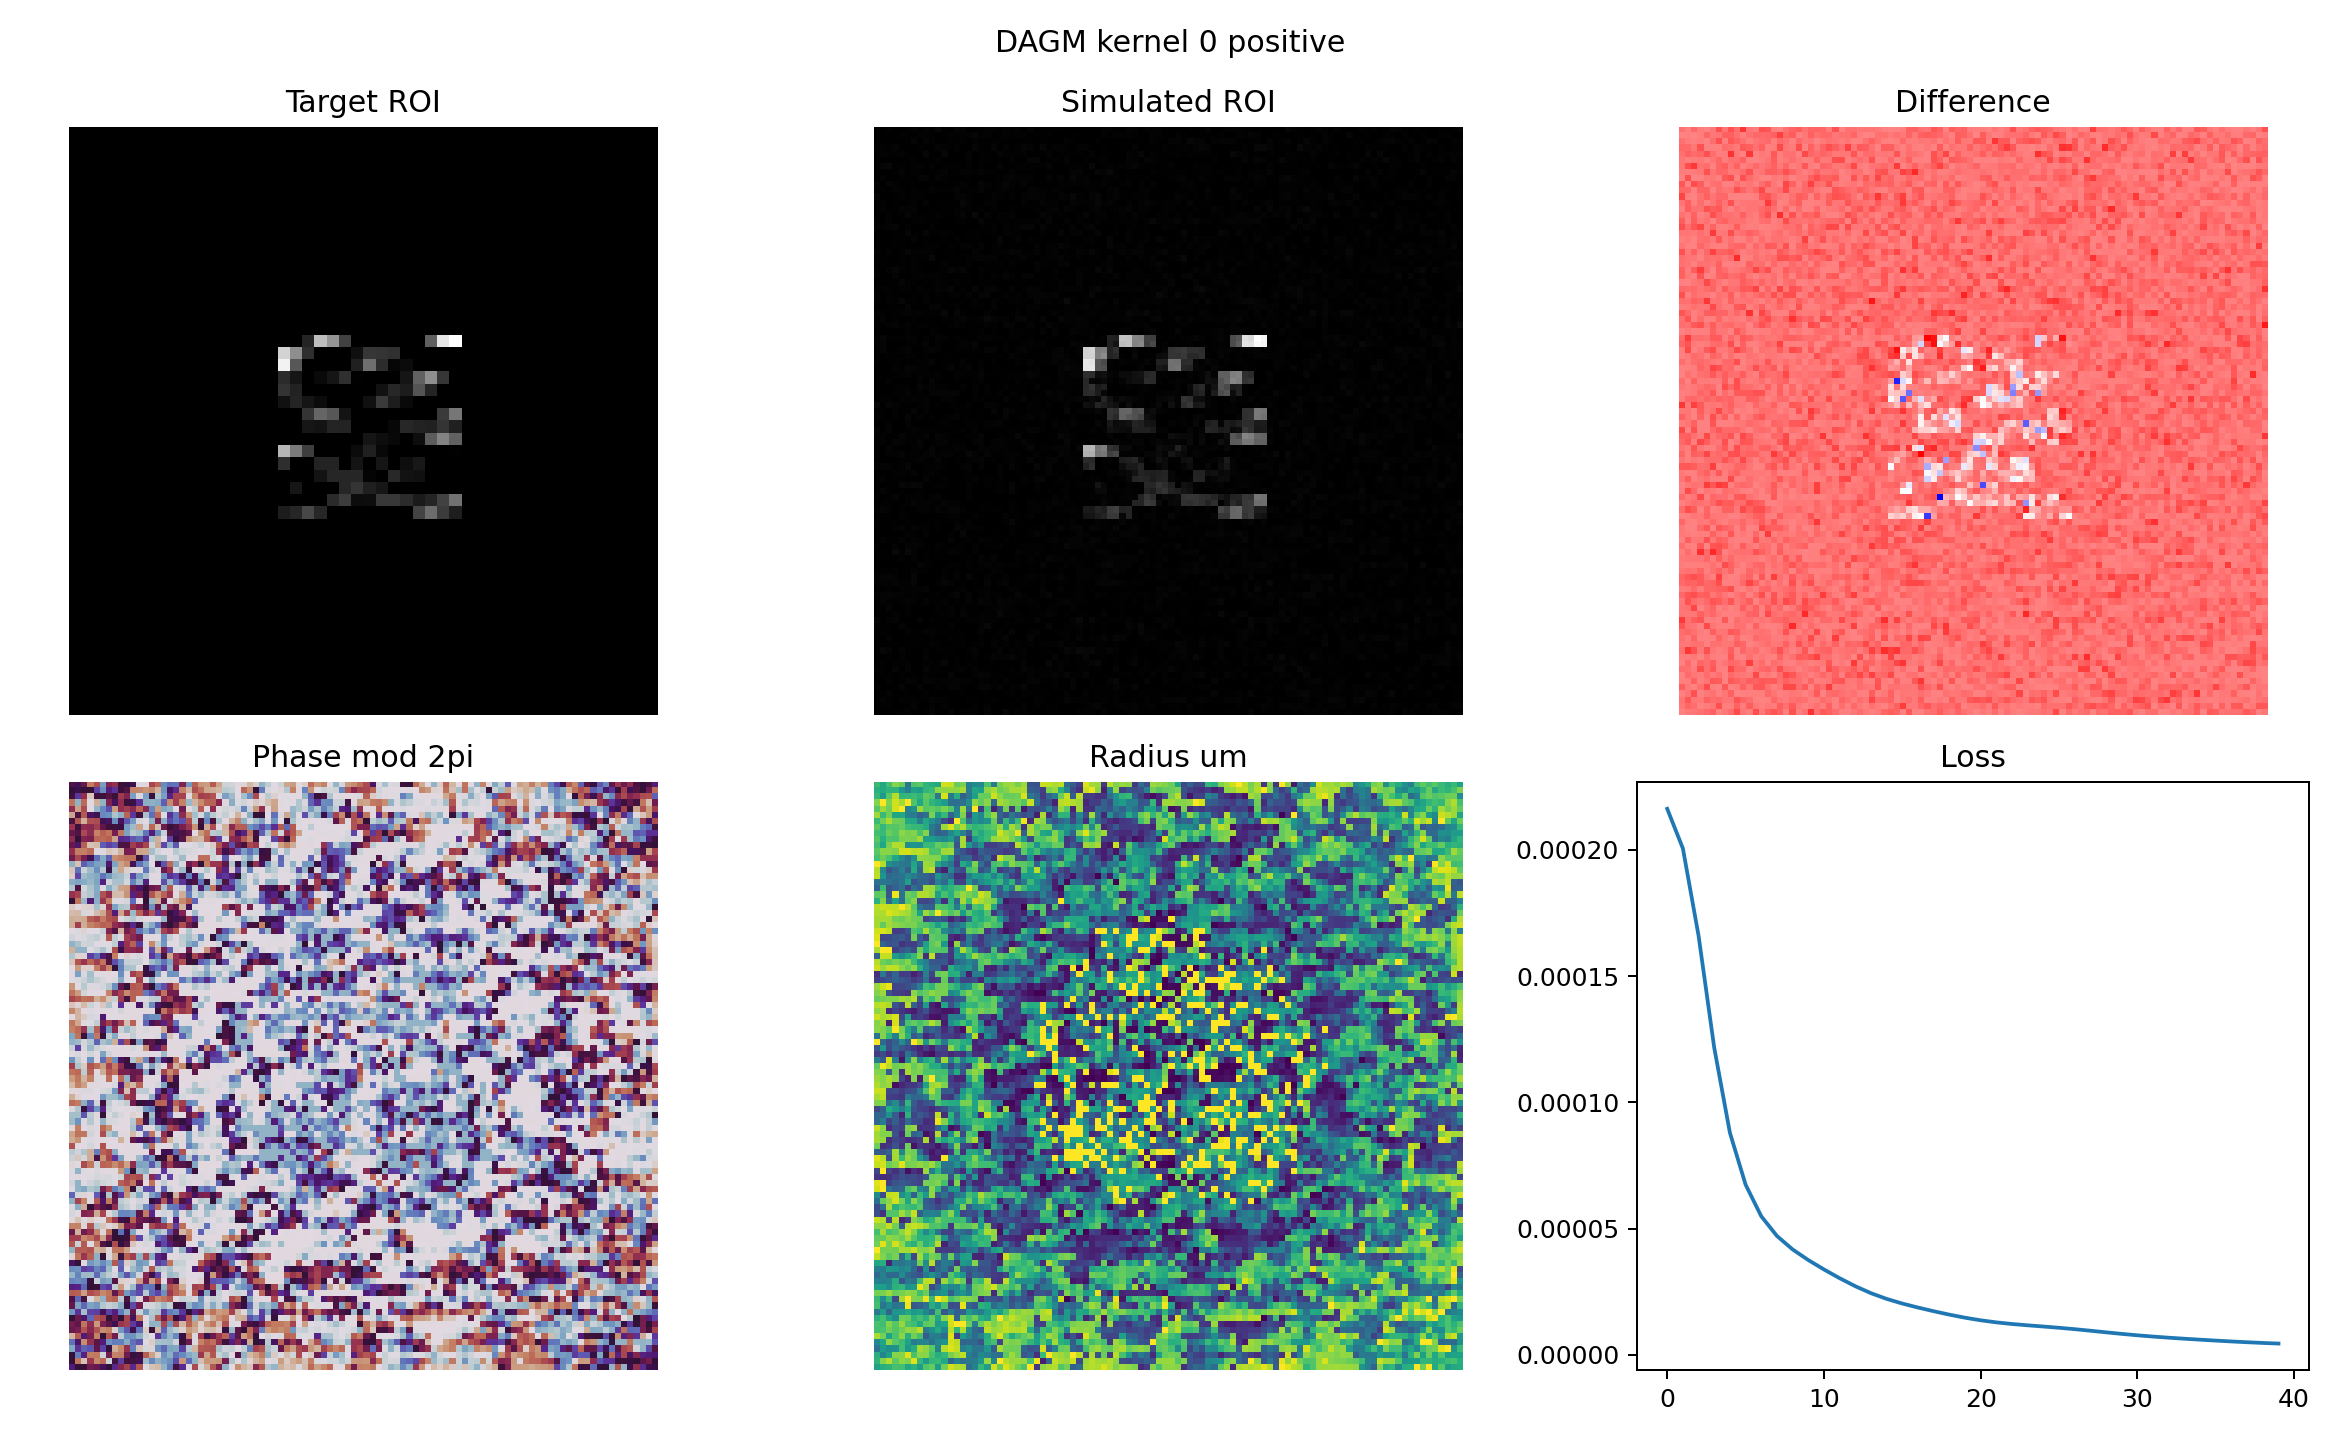 DAGM kernel 0 positive
Target ROI
Simulated ROI
Difference
Phase mod 2pi
Radius um
Loss
0.00020
0.00015
0.00010
0.00005
0.00000
0 10 20 30 40